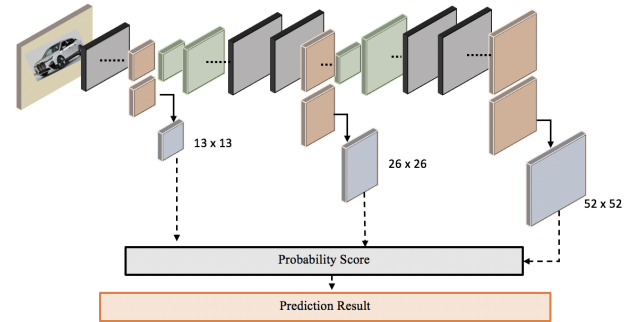 13 x 13
26 x 26
52 x 52
Probability Score
Prediction Result